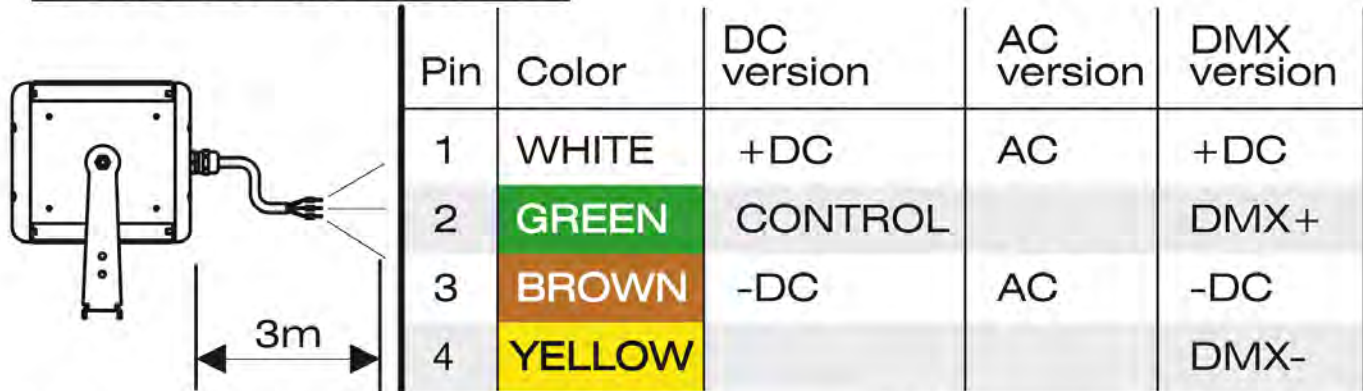 Pin Color DC version AC version DMX version
1 WHITE +DC AC +DC
2 GREEN CONTROL DMX+
3 BROWN -DC AC -DC
4 YELLOW DMX-
3m